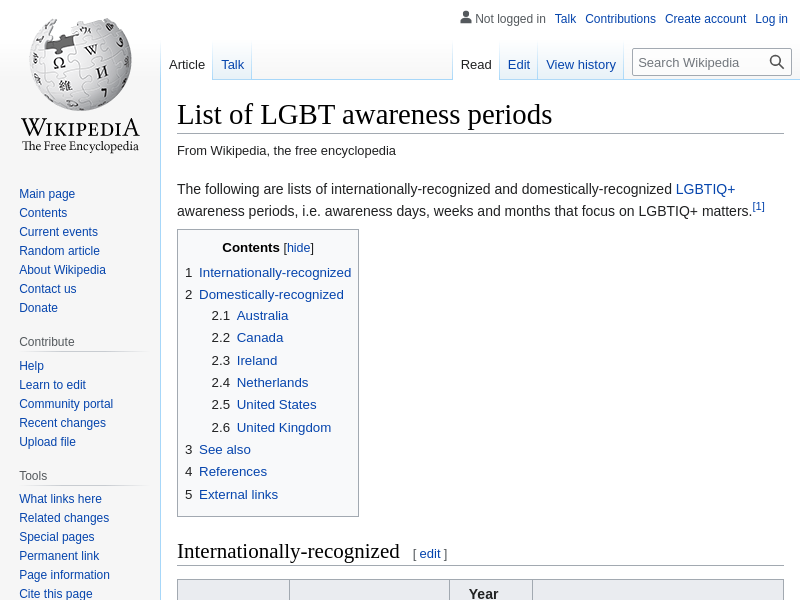 Not logged in Talk Contributions Create account Log in
Article Talk Read Edit View history Search Wikipedia
Ω W И 維 7
WIKIPEDIA
The Free Encyclopedia
Main page
Contents
Current events
Random article
About Wikipedia
Contact us
Donate
Contribute
Help
Learn to edit
Community portal
Recent changes
Upload file
Tools
What links here
Related changes
Special pages
Permanent link
Page information
Cite this page
List of LGBT awareness periods
From Wikipedia, the free encyclopedia
The following are lists of internationally-recognized and domestically-recognized LGBTIQ+
awareness periods, i.e. awareness days, weeks and months that focus on LGBTIQ+ matters.[1]
Contents [hide]
1 Internationally-recognized
2 Domestically-recognized
2.1 Australia
2.2 Canada
2.3 Ireland
2.4 Netherlands
2.5 United States
2.6 United Kingdom
3 See also
4 References
5 External links
Internationally-recognized [ edit ]
Year